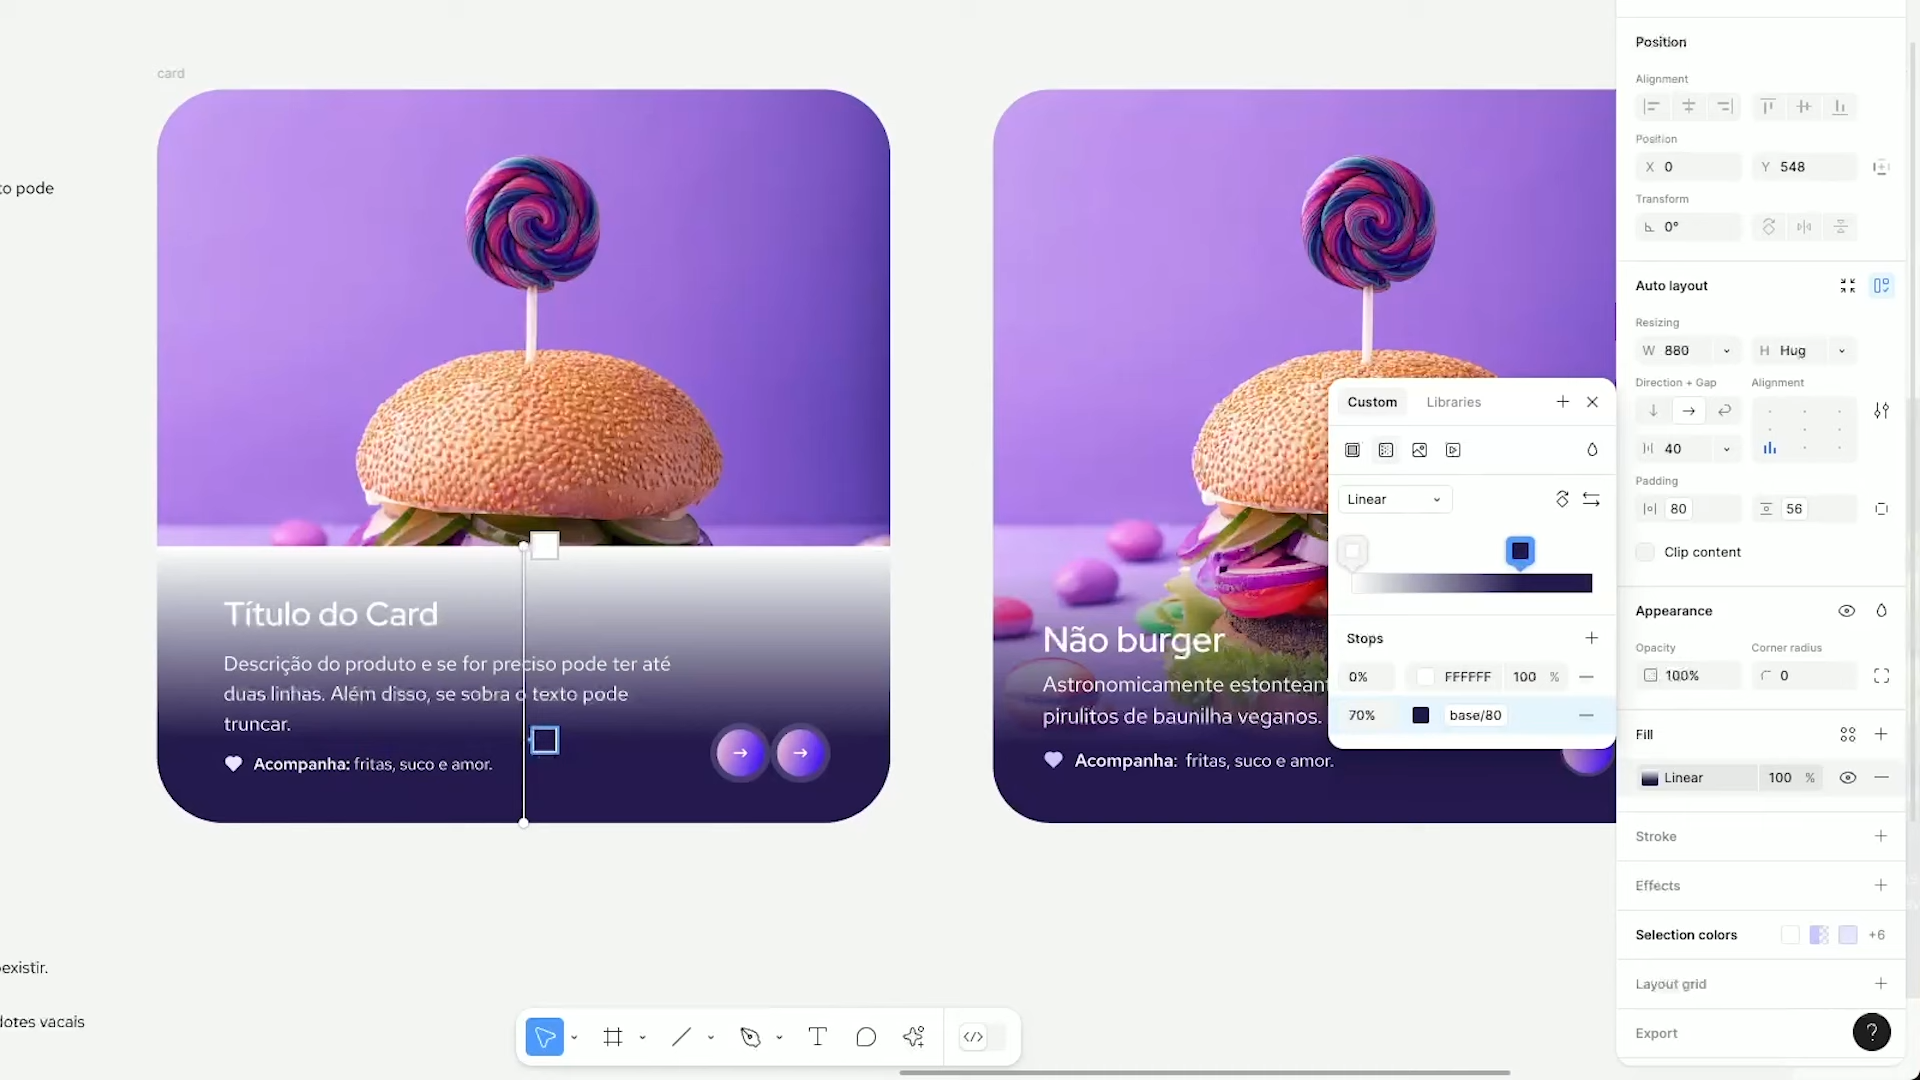 card
to pode
Título do Card
Descrição do produto e se for preciso pode ter até
duas linhas. Além disso, se sobra o texto pode
truncar.
Acompanha: fritas, suco e amor.
existir.
dotes vacais
Não burger
Astronomicamente estonteant
pirulitos de baunilha veganos.
Acompanha: fritas, suco e amor.
Custom
Libraries
Linear
Stops
0% FFFFFF 100 %
70% base/80
Position
Alignment
Position
X 0 Y 548
Transform
0°
Auto layout
Resizing
W 880 H Hug
Direction + Gap Alignment
40
Padding
80 56
Clip content
Appearance
Opacity Corner radius
100% 0
Fill
Linear 100 %
Stroke
Effects
Selection colors +6
Layout grid
Export
?